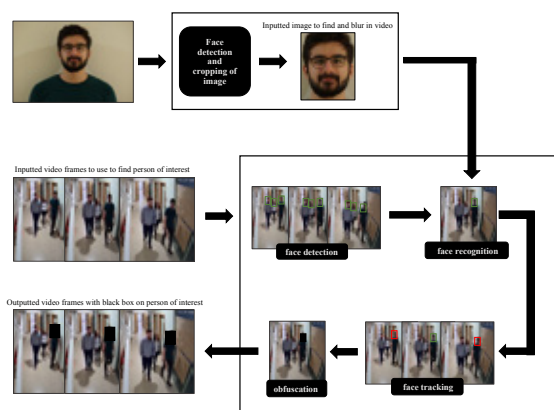 Inputted image to find and blur in video
Face
detection
and
cropping of
image
Inputted video frames to use to find person of interest
face detection
face recognition
Outputted video frames with black box on person of interest
obfuscation
face tracking